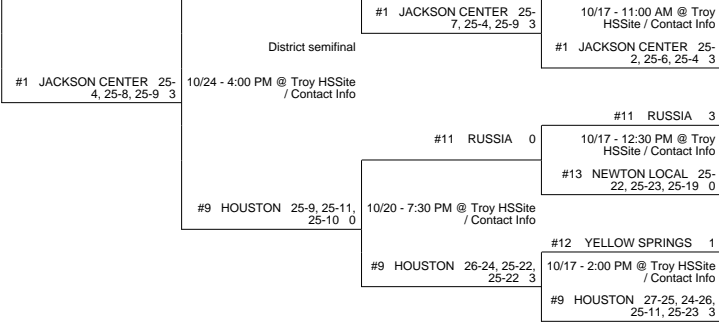 #1 JACKSON CENTER 25-
7, 25-4, 25-9 3
10/17 - 11:00 AM @ Troy
HSSite / Contact Info
District semifinal
#1 JACKSON CENTER 25-
2, 25-6, 25-4 3
#1 JACKSON CENTER 25-
4, 25-8, 25-9 3
10/24 - 4:00 PM @ Troy HSSite
/ Contact Info
#11 RUSSIA 3
#11 RUSSIA 0
10/17 - 12:30 PM @ Troy
HSSite / Contact Info
#13 NEWTON LOCAL 25-
22, 25-23, 25-19 0
#9 HOUSTON 25-9, 25-11,
25-10 0
10/20 - 7:30 PM @ Troy HSSite
/ Contact Info
#12 YELLOW SPRINGS 1
#9 HOUSTON 26-24, 25-22,
25-22 3
10/17 - 2:00 PM @ Troy HSSite
/ Contact Info
#9 HOUSTON 27-25, 24-26,
25-11, 25-23 3